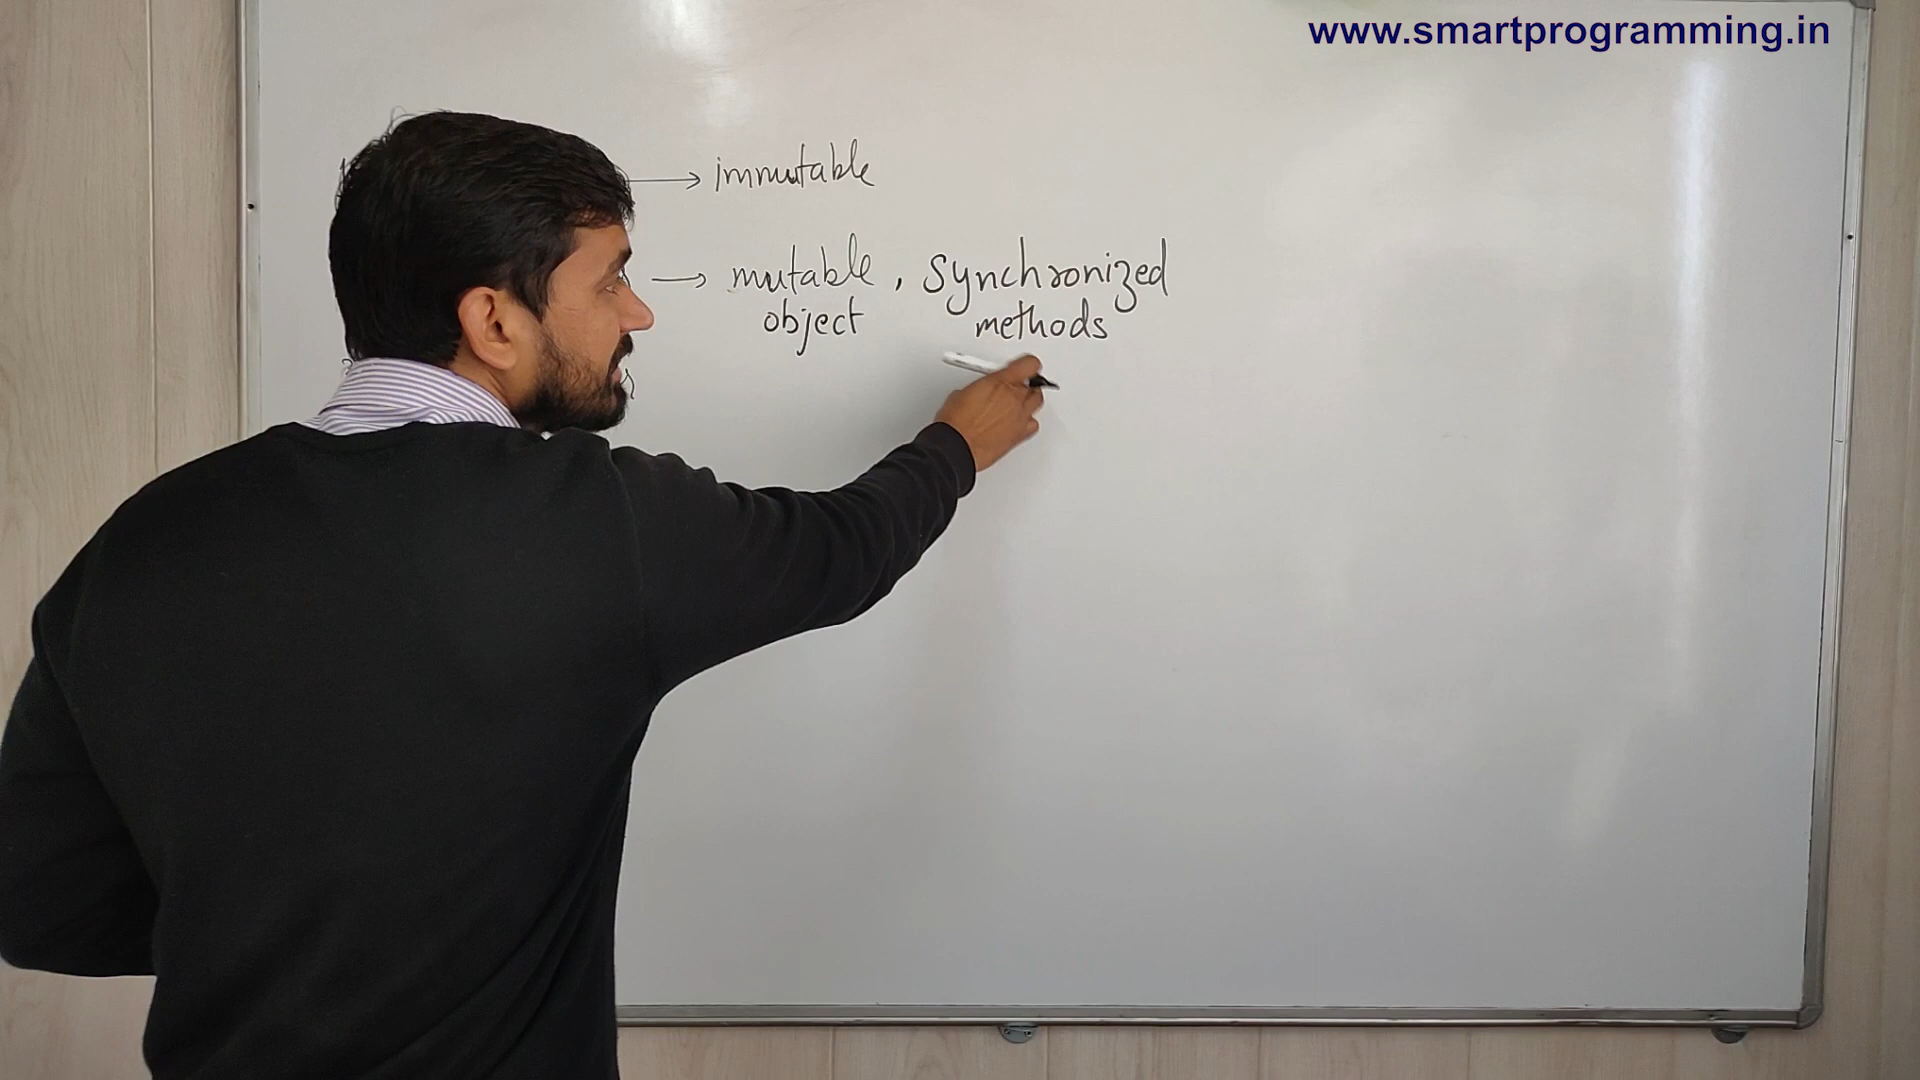 www.smartprogramming.in
→ immutable
→ mutable , Synchronized
object methods